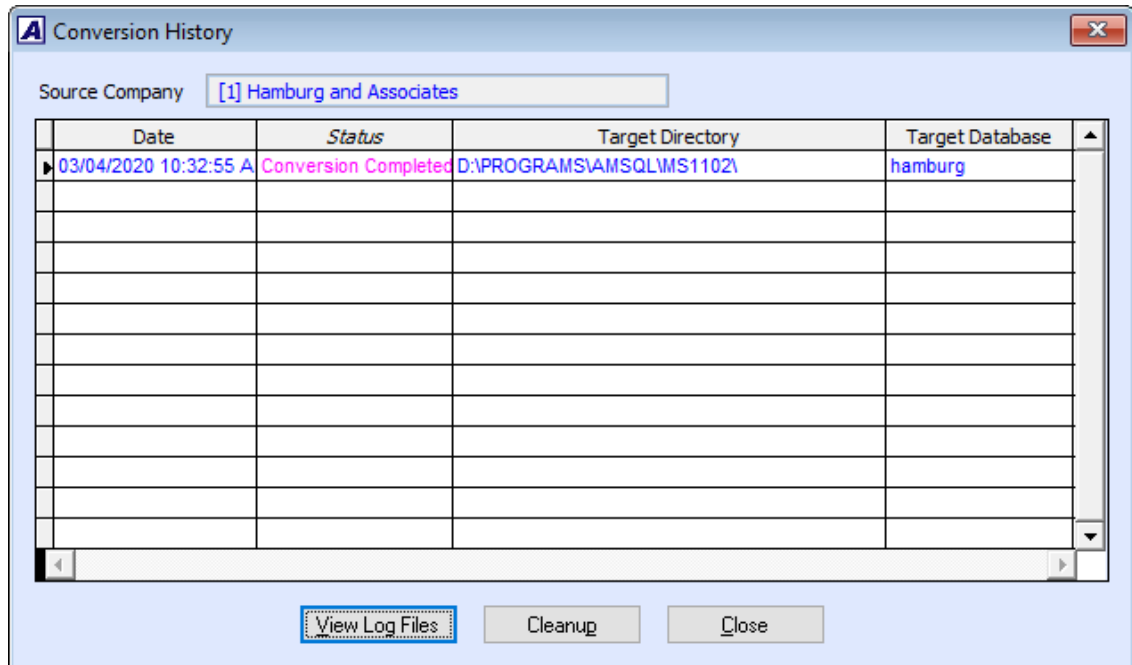 A Conversion History
Source Company [1] Hamburg and Associates
Date Status Target Directory Target Database
03/04/2020 10:32:55 A Conversion Completed D:\PROGRAMS\AMSQL\MS1102\ hamburg
View Log Files Cleanup Close